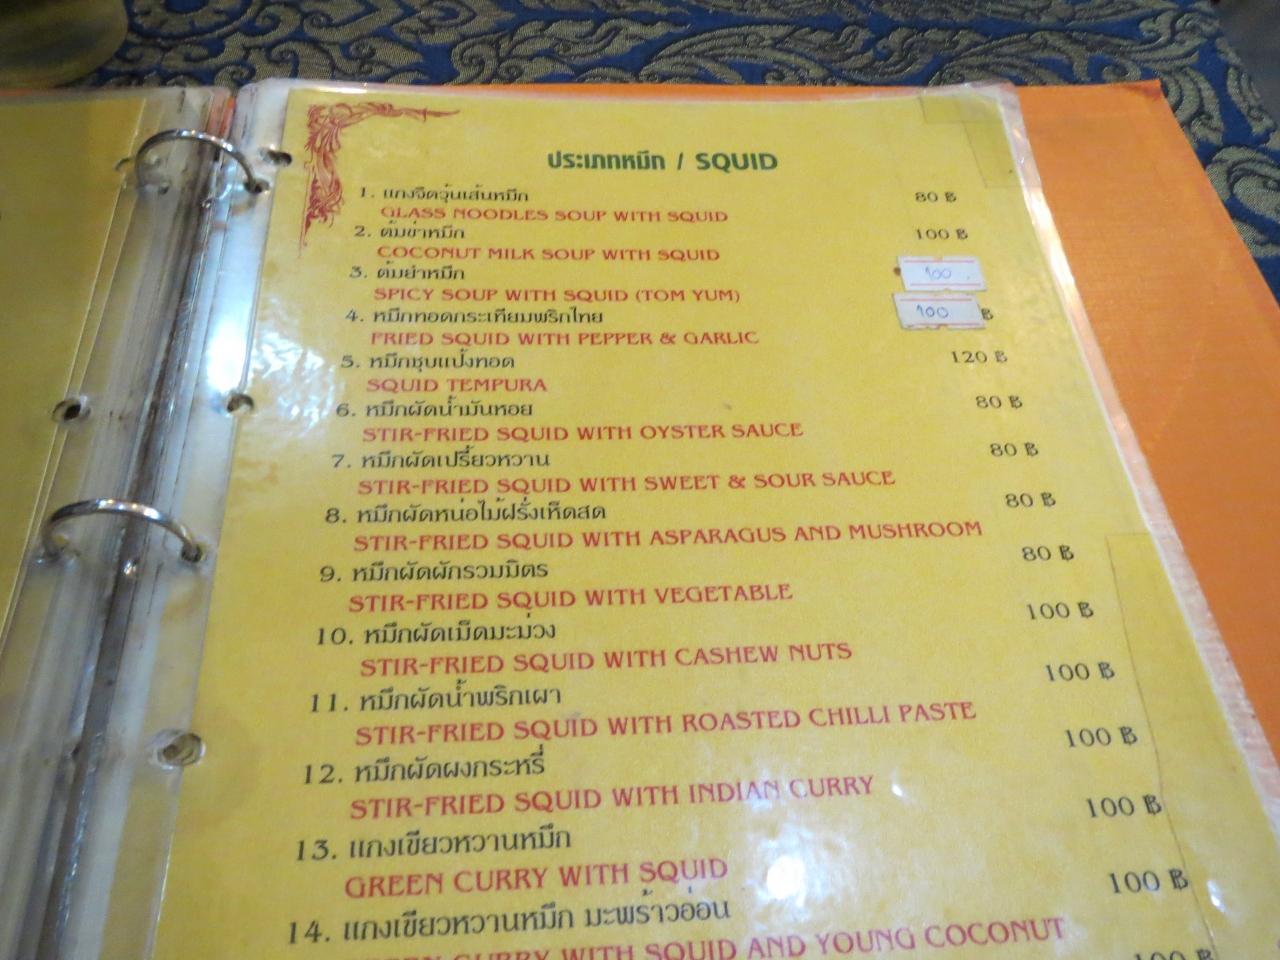 ประเภทหมึก / SQUID
1. แกงจืดวุ้นเส้นหมึก 80 ฿
GLASS NOODLES SOUP WITH SQUID
2. ต้มข่าหมึก 100 ฿
COCONUT MILK SOUP WITH SQUID
3. ต้มยำหมึก 100
SPICY SOUP WITH SQUID (TOM YUM)
4. หมึกทอดกระเทียมพริกไทย 100 ฿
FRIED SQUID WITH PEPPER & GARLIC
5. หมึกชุบแป้งทอด 120 ฿
SQUID TEMPURA
6. หมึกผัดน้ำมันหอย 80 ฿
STIR-FRIED SQUID WITH OYSTER SAUCE
7. หมึกผัดเปรี้ยวหวาน 80 ฿
STIR-FRIED SQUID WITH SWEET & SOUR SAUCE
8. หมึกผัดหน่อไม้ฝรั่งเห็ดสด 80 ฿
STIR-FRIED SQUID WITH ASPARAGUS AND MUSHROOM
9. หมึกผัดผักรวมมิตร 80 ฿
STIR-FRIED SQUID WITH VEGETABLE
10. หมึกผัดเม็ดมะม่วง 100 ฿
STIR-FRIED SQUID WITH CASHEW NUTS
11. หมึกผัดน้ำพริกเผา 100 ฿
STIR-FRIED SQUID WITH ROASTED CHILLI PASTE
12. หมึกผัดผงกระหรี่ 100 ฿
STIR-FRIED SQUID WITH INDIAN CURRY
13. แกงเขียวหวานหมึก 100 ฿
GREEN CURRY WITH SQUID
14. แกงเขียวหวานหมึก มะพร้าวอ่อน 100 ฿
GREEN CURRY WITH SQUID AND YOUNG COCONUT
100 ฿